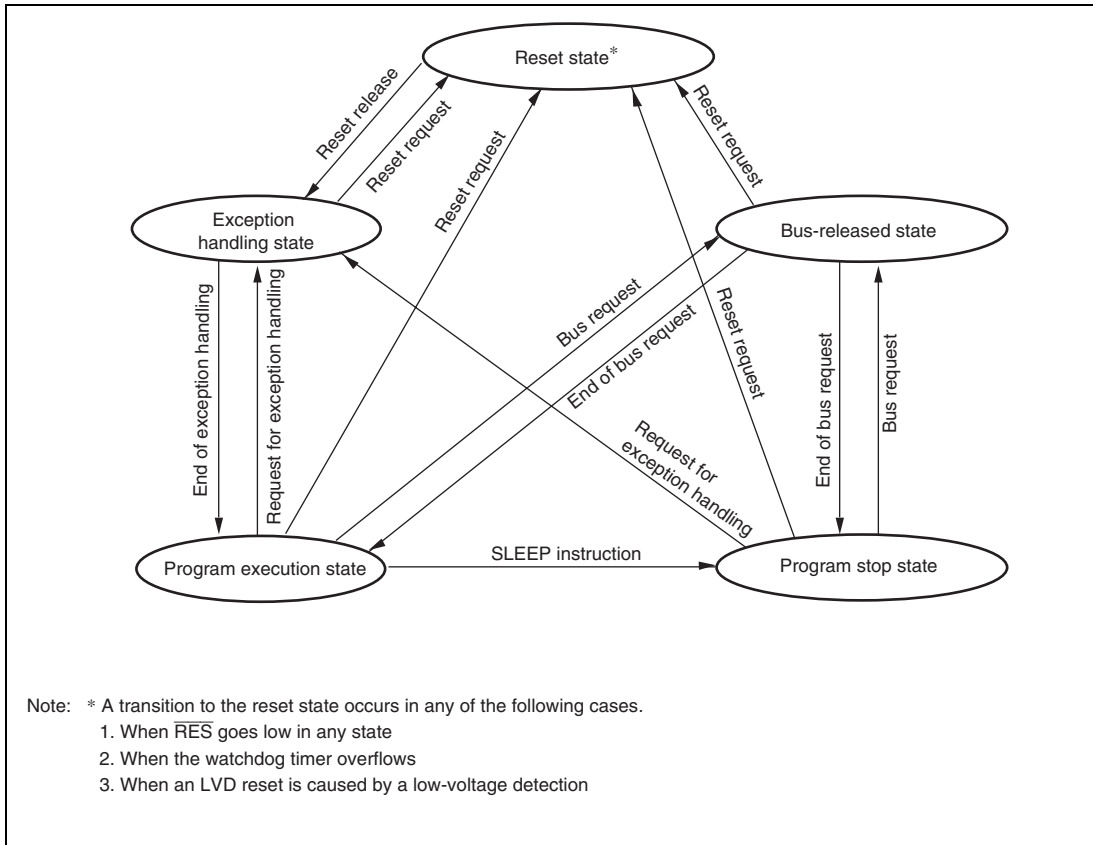 Reset state*
Reset release
Reset request
Reset request
Reset request
Exception
handling state
Bus-released state
End of exception handling
Request for exception handling
Bus request
End of bus request
Reset request
Request for
exception handling
End of bus request
Bus request
Program execution state
SLEEP instruction
Program stop state
Note: * A transition to the reset state occurs in any of the following cases.
1. When R̅E̅S̅ goes low in any state
2. When the watchdog timer overflows
3. When an LVD reset is caused by a low-voltage detection